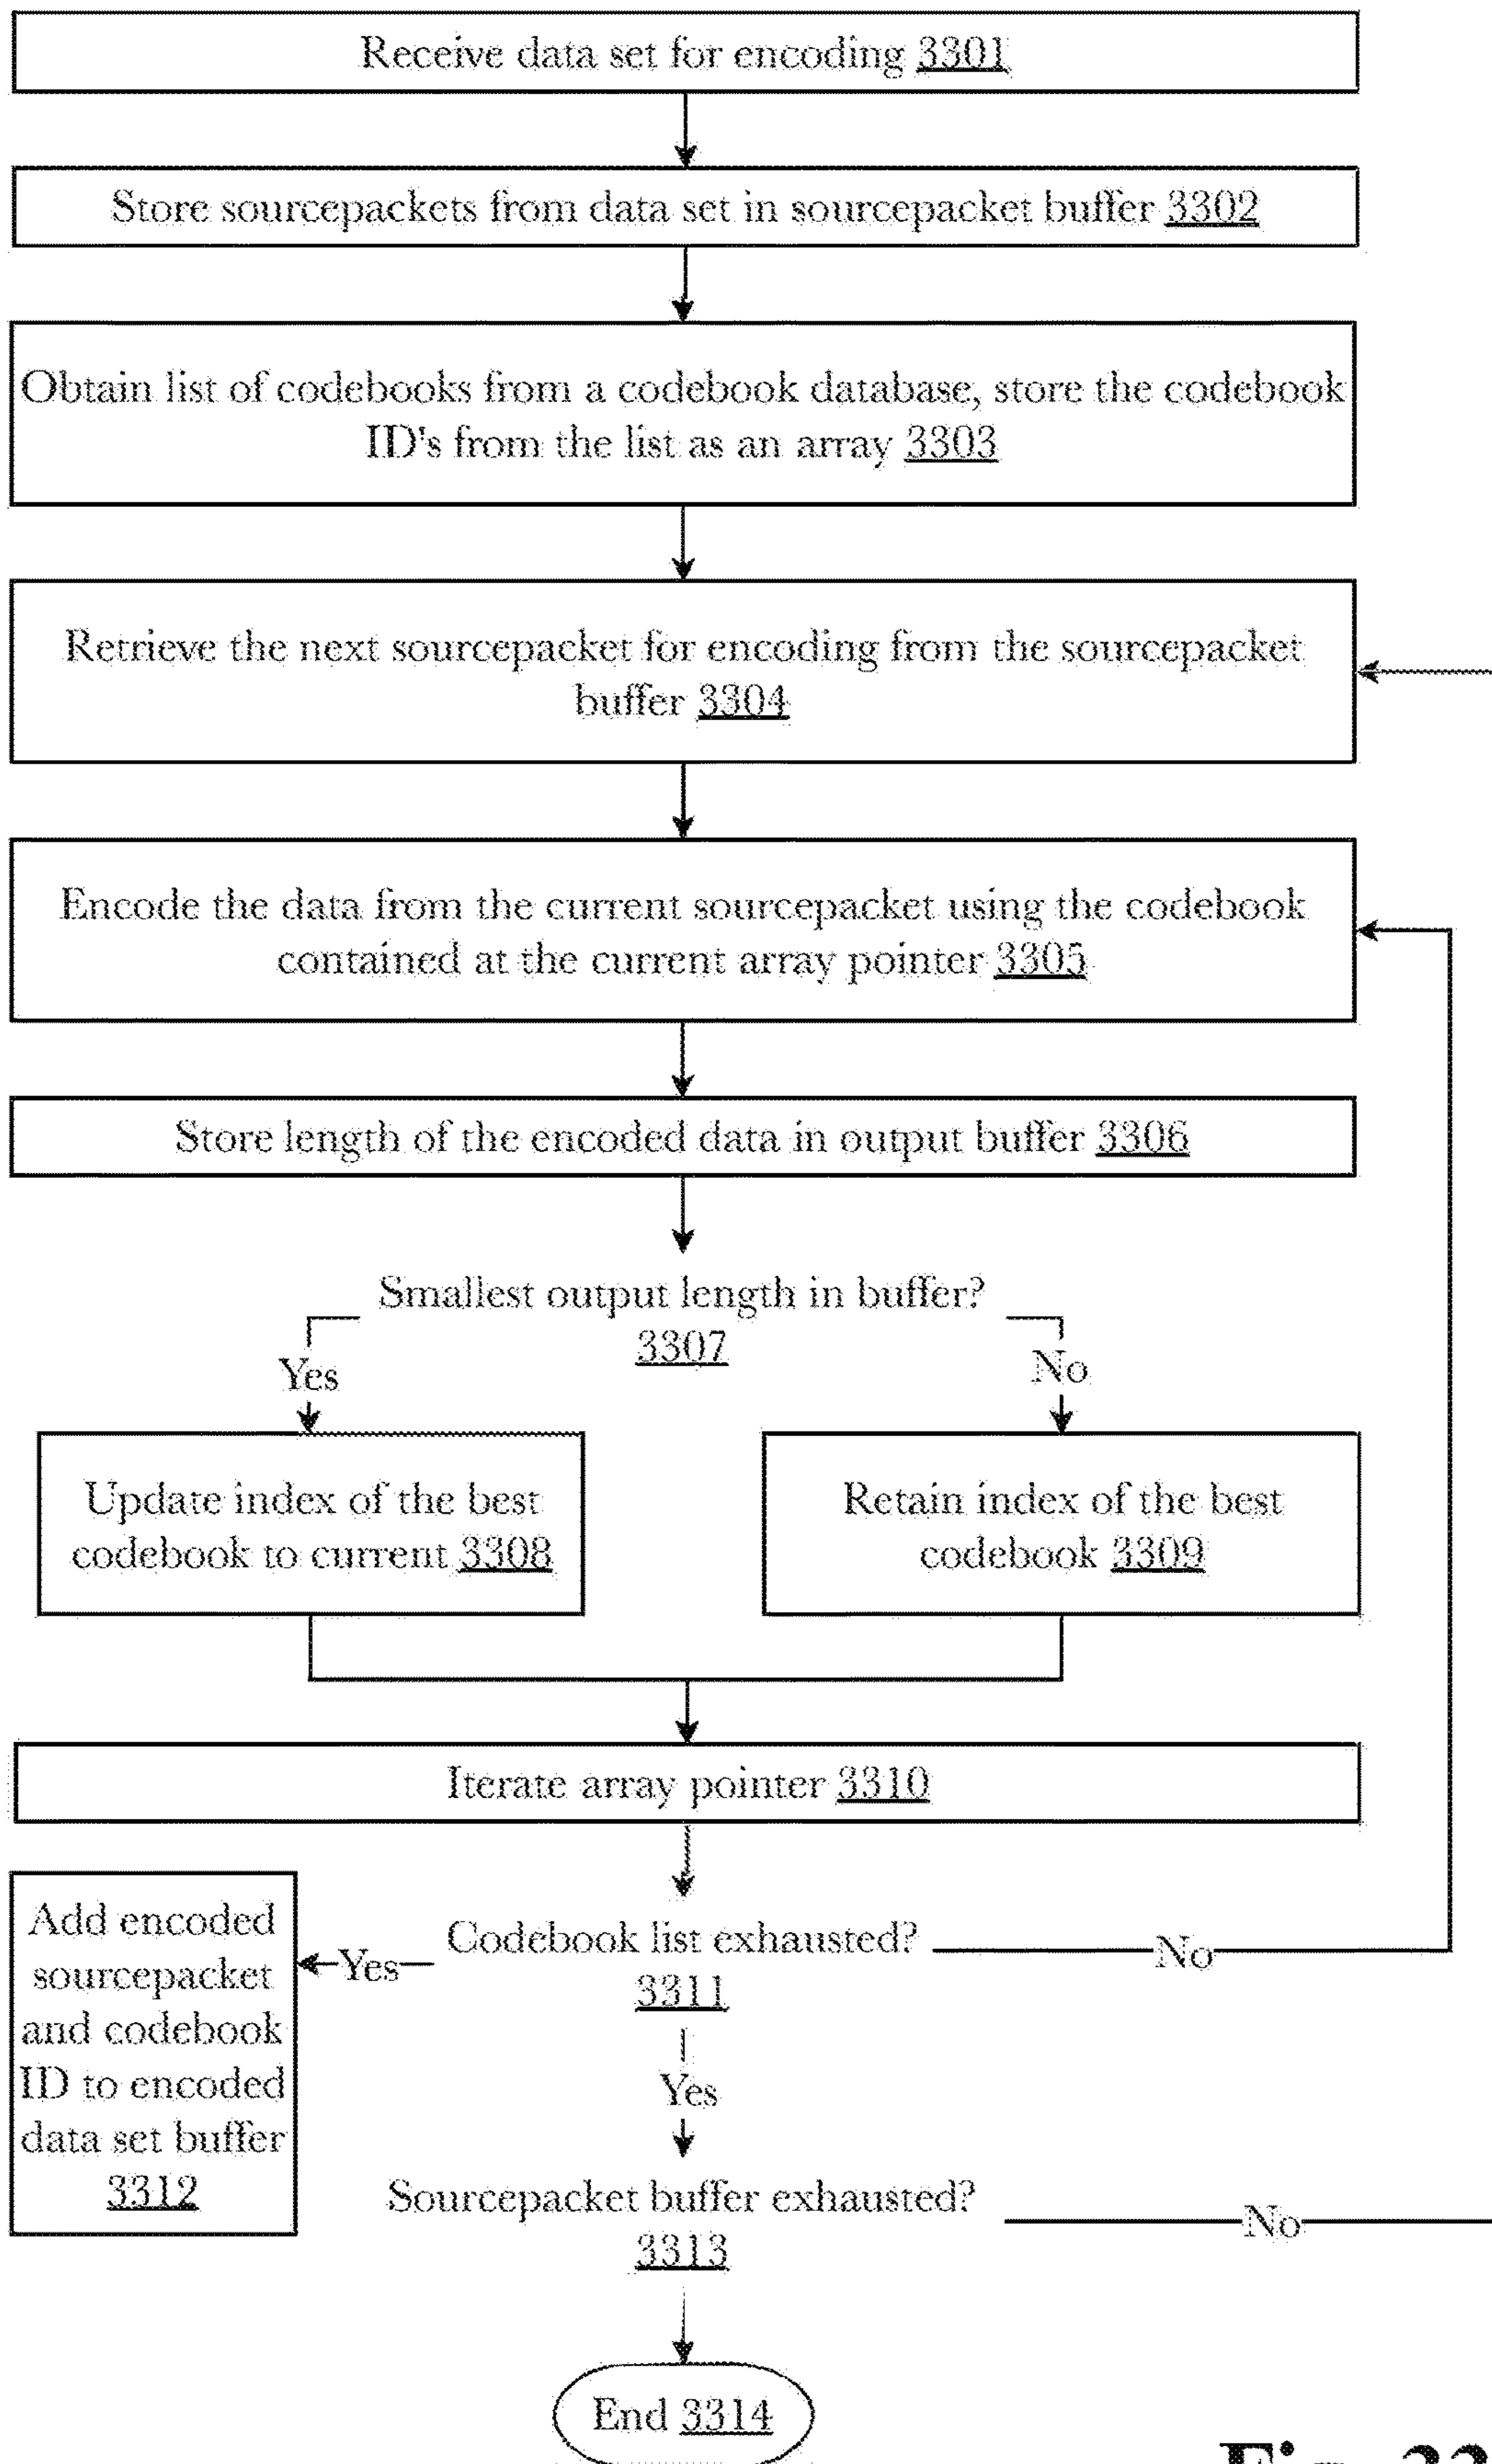 Receive data set for encoding 3301
Store sourcepackets from data set in sourcepacket buffer 3302
Obtain list of codebooks from a codebook database, store the codebook
ID's from the list as an array 3303
Retrieve the next sourcepacket for encoding from the sourcepacket
buffer 3304
Encode the data from the current sourcepacket using the codebook
contained at the current array pointer 3305
Store length of the encoded data in output buffer 3306
Smallest output length in buffer?
3307
Yes
No
Update index of the best
codebook to current 3308
Retain index of the best
codebook 3309
Iterate array pointer 3310
Codebook list exhausted?
3311
Yes
No
Add encoded
sourcepacket
and codebook
ID to encoded
data set buffer
3312
Yes
Sourcepacket buffer exhausted?
3313
No
End 3314
Fig. 33